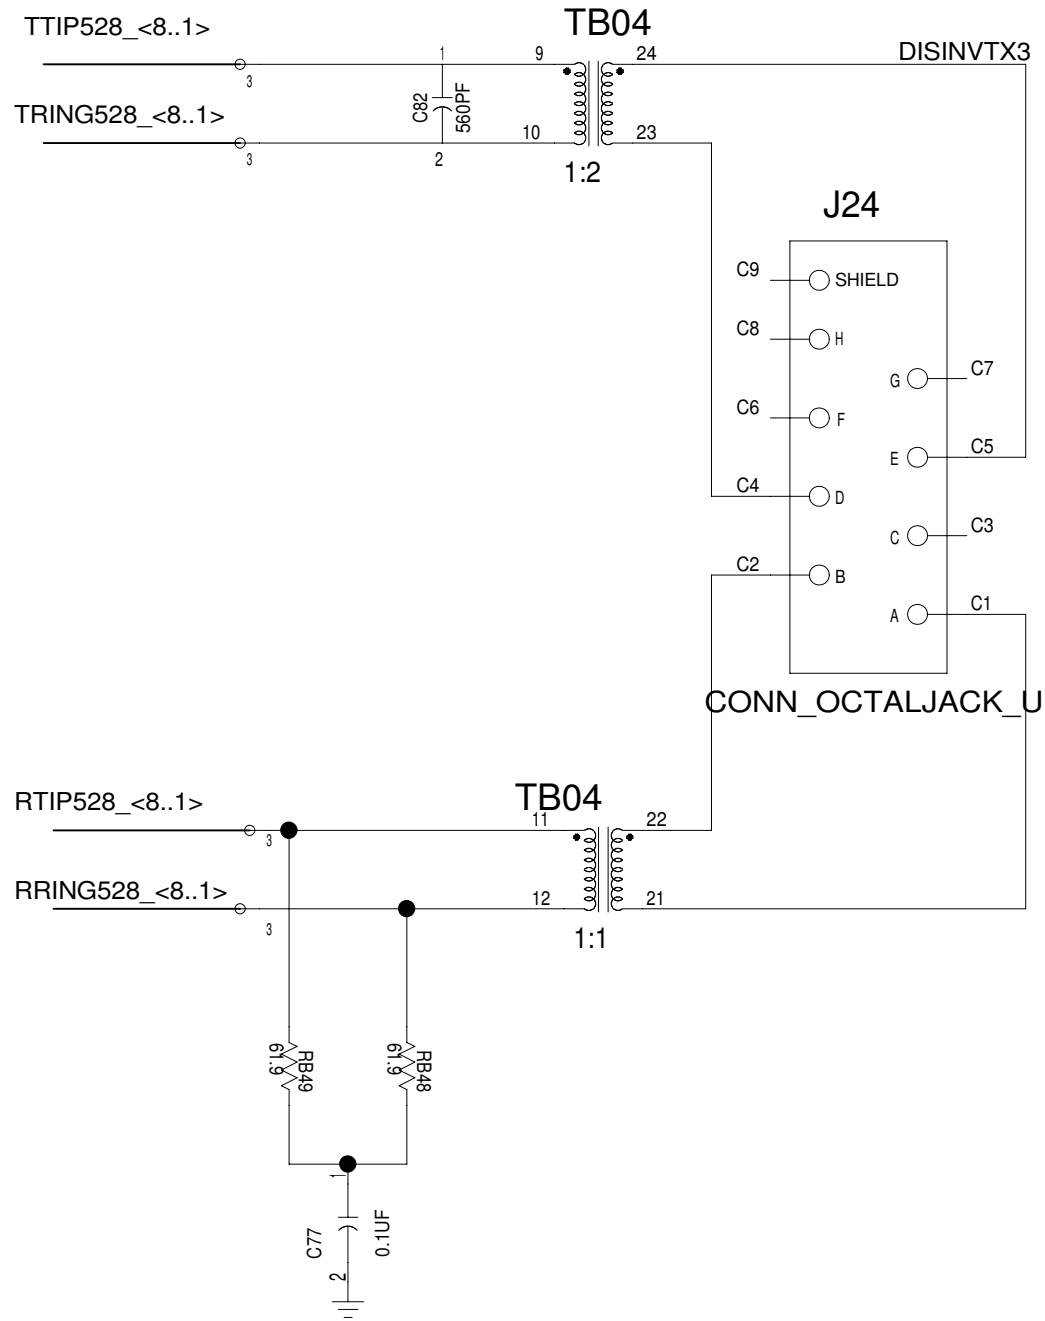 TB04
TTIP528_<8..1>
DISINVTX3
1
9
24
3
C82
560PF
TRING528_<8..1>
10
23
3
2
1:2
J24
C9
SHIELD
C8
H
G
C7
C6
F
E
C5
C4
D
C
C3
C2
B
A
C1
CONN_OCTALJACK_U
TB04
RTIP528_<8..1>
11
22
3
RRING528_<8..1>
12
21
3
1:1
RB49
61.9
RB48
61.9
1
C77
0.1UF
2